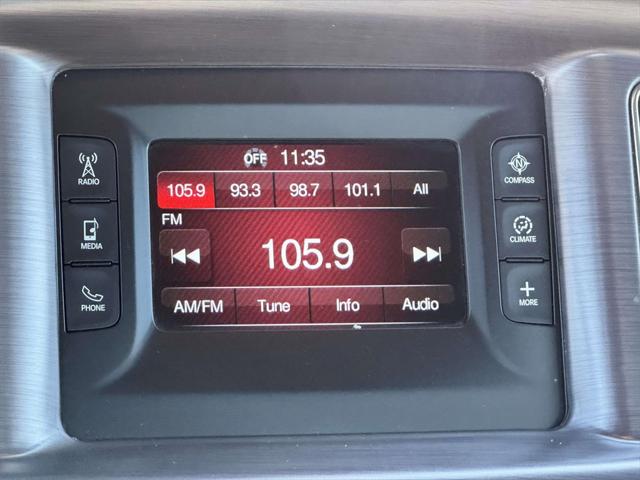 OFF 11:35
105.9 93.3 98.7 101.1 All
FM
105.9
AM/FM Tune Info Audio
RADIO
MEDIA
PHONE
COMPASS
CLIMATE
MORE